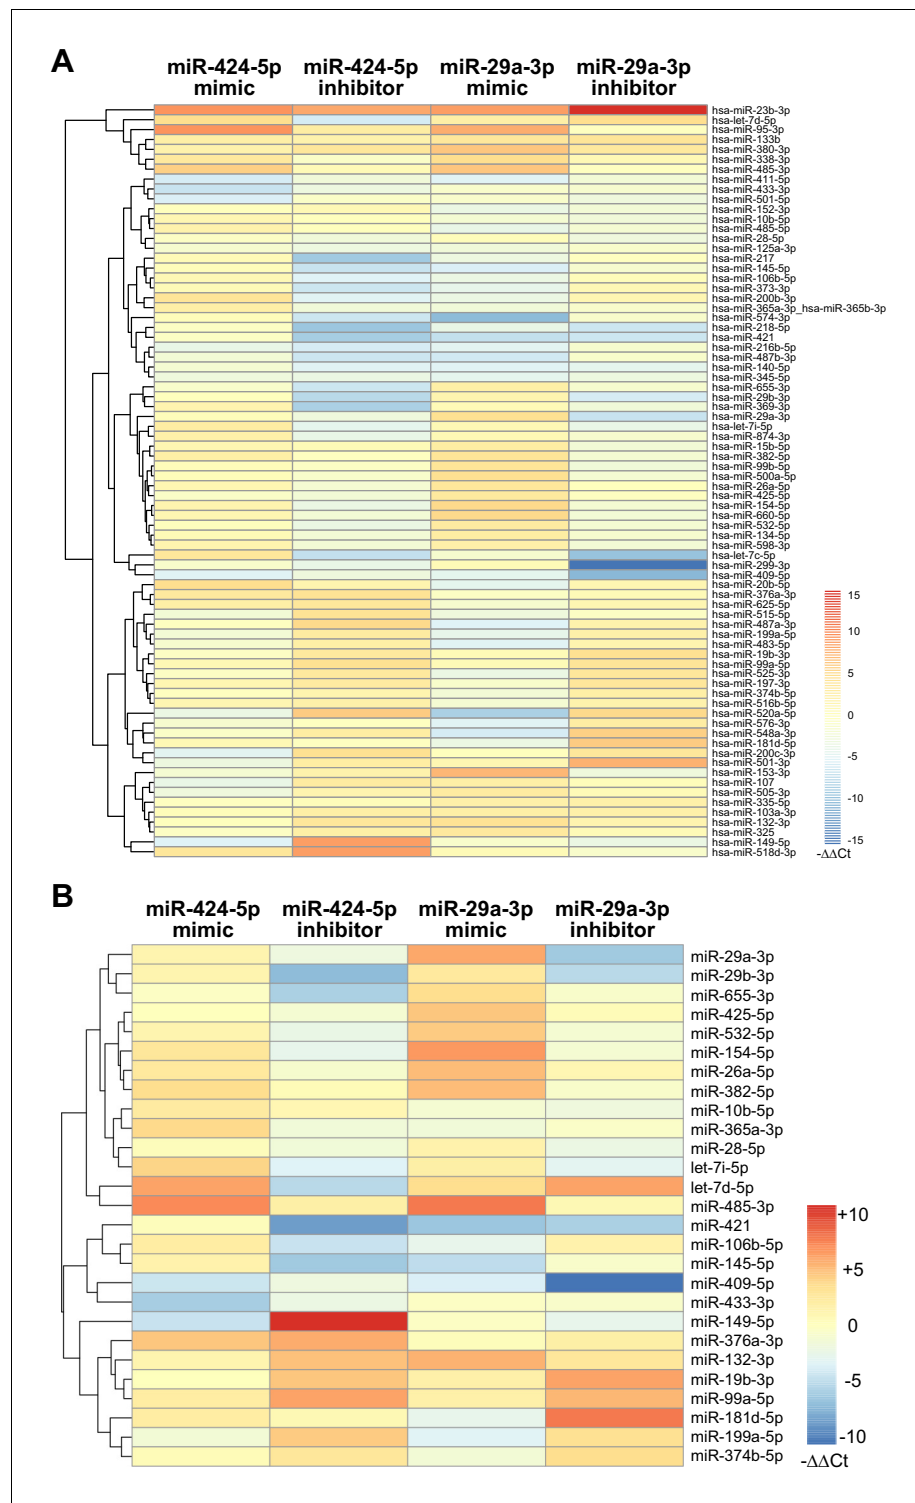 A
miR-424-5p miR-424-5p miR-29a-3p miR-29a-3p
mimic inhibitor mimic inhibitor
hsa-miR-23b-3p
hsa-let-7d-5p
hsa-miR-95-3p
hsa-miR-133b
hsa-miR-380-3p
hsa-miR-338-3p
hsa-miR-485-3p
hsa-miR-411-5p
hsa-miR-433-3p
hsa-miR-501-5p
hsa-miR-152-3p
hsa-miR-10b-5p
hsa-miR-485-5p
hsa-miR-28-5p
hsa-miR-125a-3p
hsa-miR-217
hsa-miR-145-5p
hsa-miR-106b-5p
hsa-miR-373-3p
hsa-miR-200b-3p
hsa-miR-365a-3p_hsa-miR-365b-3p
hsa-miR-574-3p
hsa-miR-218-5p
hsa-miR-421
hsa-miR-216b-5p
hsa-miR-487b-3p
hsa-miR-140-5p
hsa-miR-345-5p
hsa-miR-655-3p
hsa-miR-29b-3p
hsa-miR-369-3p
hsa-miR-29a-3p
hsa-let-7i-5p
hsa-miR-874-3p
hsa-miR-15b-5p
hsa-miR-382-5p
hsa-miR-99b-5p
hsa-miR-500a-5p
hsa-miR-26a-5p
hsa-miR-425-5p
hsa-miR-154-5p
hsa-miR-660-5p
hsa-miR-532-5p
hsa-miR-134-5p
hsa-miR-598-3p
hsa-let-7c-5p
hsa-miR-299-3p
hsa-miR-409-5p
hsa-miR-20b-5p
hsa-miR-376a-3p
hsa-miR-625-5p
hsa-miR-515-5p
hsa-miR-487a-3p
hsa-miR-199a-5p
hsa-miR-483-5p
hsa-miR-19b-3p
hsa-miR-99a-5p
hsa-miR-525-3p
hsa-miR-197-3p
hsa-miR-374b-5p
hsa-miR-516b-5p
hsa-miR-520a-5p
hsa-miR-576-3p
hsa-miR-548a-3p
hsa-miR-181d-5p
hsa-miR-200c-3p
hsa-miR-501-3p
hsa-miR-153-3p
hsa-miR-107
hsa-miR-505-3p
hsa-miR-335-5p
hsa-miR-103a-3p
hsa-miR-132-3p
hsa-miR-325
hsa-miR-149-5p
hsa-miR-518d-3p
15
10
5
0
-5
-10
-15
-ΔΔCt
B
miR-424-5p miR-424-5p miR-29a-3p miR-29a-3p
mimic inhibitor mimic inhibitor
miR-29a-3p
miR-29b-3p
miR-655-3p
miR-425-5p
miR-532-5p
miR-154-5p
miR-26a-5p
miR-382-5p
miR-10b-5p
miR-365a-3p
miR-28-5p
let-7i-5p
let-7d-5p
miR-485-3p
miR-421
miR-106b-5p
miR-145-5p
miR-409-5p
miR-433-3p
miR-149-5p
miR-376a-3p
miR-132-3p
miR-19b-3p
miR-99a-5p
miR-181d-5p
miR-199a-5p
miR-374b-5p
+10
+5
0
-5
-10
-ΔΔCt